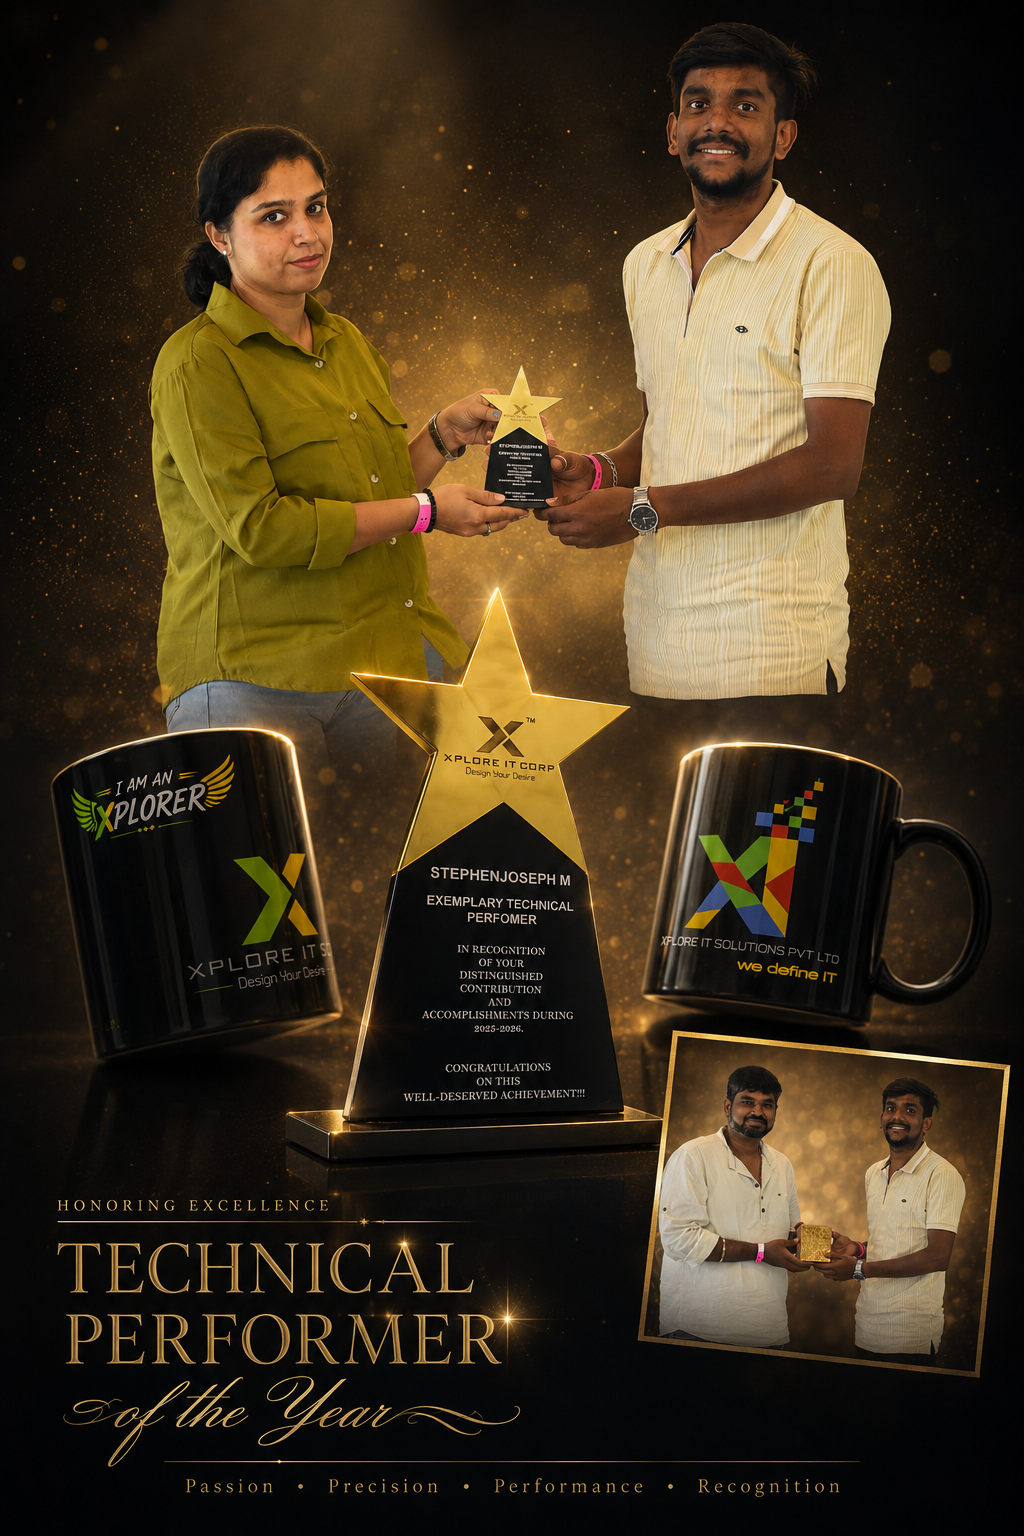 I AM AN
XPLORER
XPLORE IT SO
Design Your Desire
X™
XPLORE IT CORP
Design Your Desire
STEPHENJOSEPH M
EXEMPLARY TECHNICAL
PERFOMER
IN RECOGNITION
OF YOUR
DISTINGUISHED
CONTRIBUTION
AND
ACCOMPLISHMENTS DURING
2025-2026.
CONGRATULATIONS
ON THIS
WELL-DESERVED ACHIEVEMENT!!!
XPLORE IT SOLUTIONS PVT LTD
we define IT
HONORING EXCELLENCE
TECHNICAL
PERFORMER
of the Year
Passion • Precision • Performance • Recognition